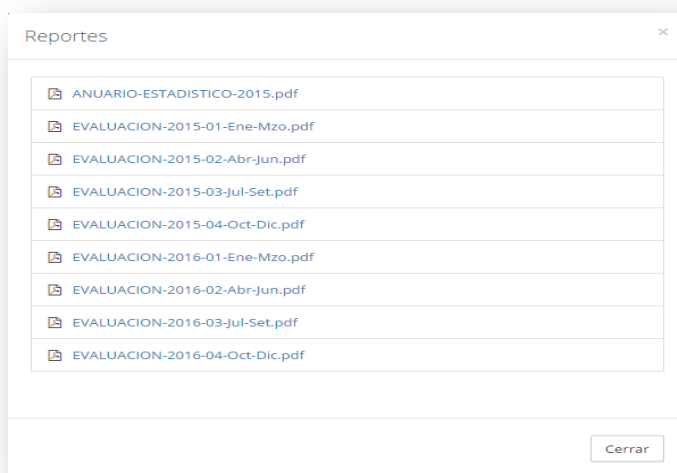 Reportes
×
ANUARIO-ESTADISTICO-2015.pdf
EVALUACION-2015-01-Ene-Mzo.pdf
EVALUACION-2015-02-Abr-Jun.pdf
EVALUACION-2015-03-Jul-Set.pdf
EVALUACION-2015-04-Oct-Dic.pdf
EVALUACION-2016-01-Ene-Mzo.pdf
EVALUACION-2016-02-Abr-Jun.pdf
EVALUACION-2016-03-Jul-Set.pdf
EVALUACION-2016-04-Oct-Dic.pdf
Cerrar